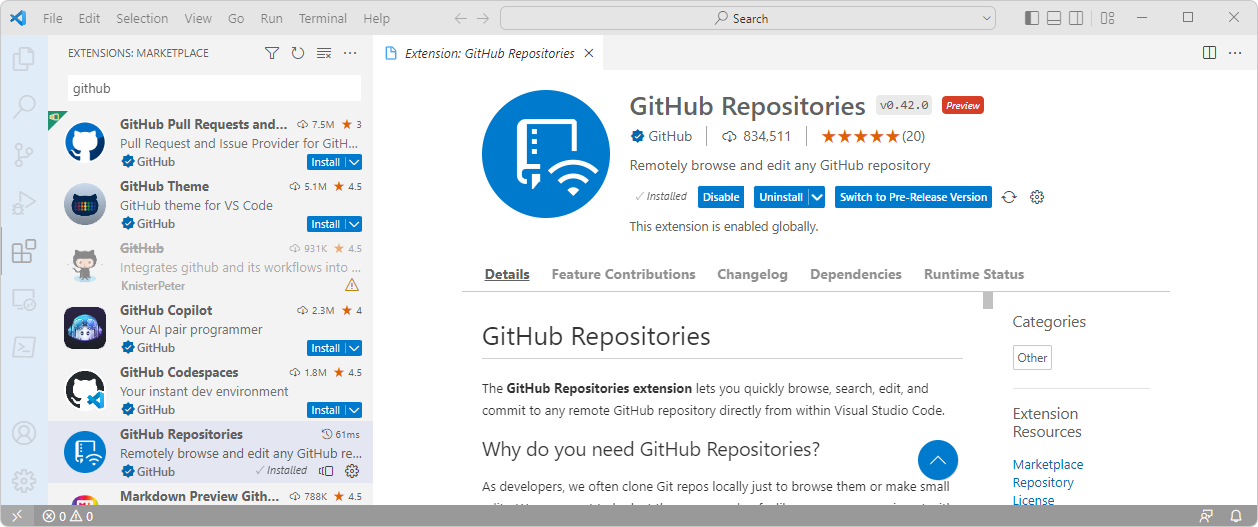 File Edit Selection View Go Run Terminal Help
Search
EXTENSIONS: MARKETPLACE
github
GitHub Pull Requests and... 7.5M 3
Pull Request and Issue Provider for GitH...
GitHub Install
GitHub Theme 5.1M 4.5
GitHub theme for VS Code
GitHub Install
GitHub 931K 4.5
Integrates github and its workflows into ...
KnisterPeter
GitHub Copilot 2.3M 4
Your AI pair programmer
GitHub Install
GitHub Codespaces 1.8M 4.5
Your instant dev environment
GitHub Install
GitHub Repositories 61ms
Remotely browse and edit any GitHub re...
GitHub Installed
Markdown Preview Gith... 788K 4.5
Extension: GitHub Repositories
GitHub Repositories v0.42.0 Preview
GitHub 834,511 (20)
Remotely browse and edit any GitHub repository
Installed Disable Uninstall Switch to Pre-Release Version
This extension is enabled globally.
Details Feature Contributions Changelog Dependencies Runtime Status
GitHub Repositories
The GitHub Repositories extension lets you quickly browse, search, edit, and
commit to any remote GitHub repository directly from within Visual Studio Code.
Why do you need GitHub Repositories?
As developers, we often clone Git repos locally just to browse them or make small
Categories
Other
Extension
Resources
Marketplace
Repository
License
0 0